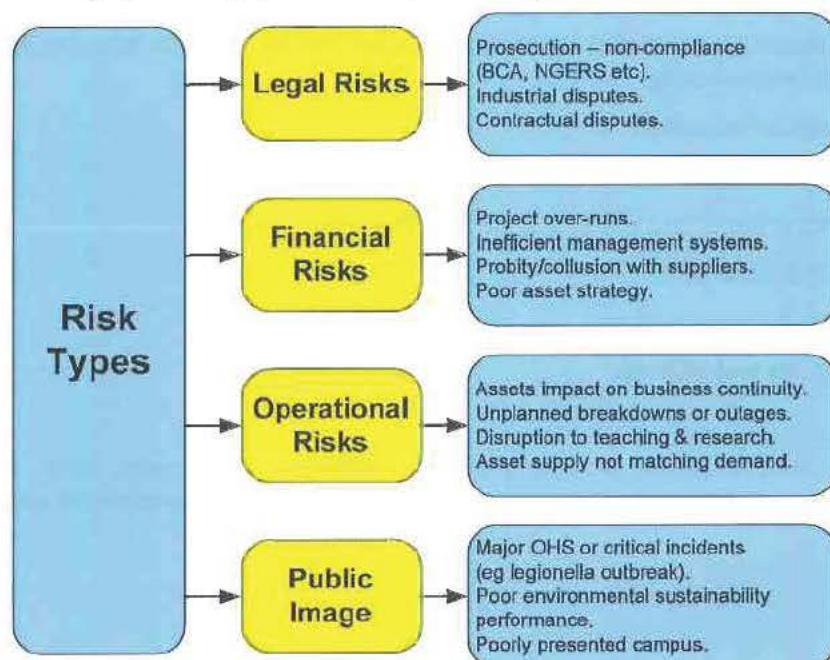 Risk
Types
Legal Risks
Prosecution – non-compliance
(BCA, NGERS etc).
Industrial disputes.
Contractual disputes.
Financial
Risks
Project over-runs.
Inefficient management systems.
Probity/collusion with suppliers.
Poor asset strategy.
Operational
Risks
Assets impact on business continuity.
Unplanned breakdowns or outages.
Disruption to teaching & research.
Asset supply not matching demand.
Public
Image
Major OHS or critical incidents
(eg legionella outbreak).
Poor environmental sustainability
performance.
Poorly presented campus.